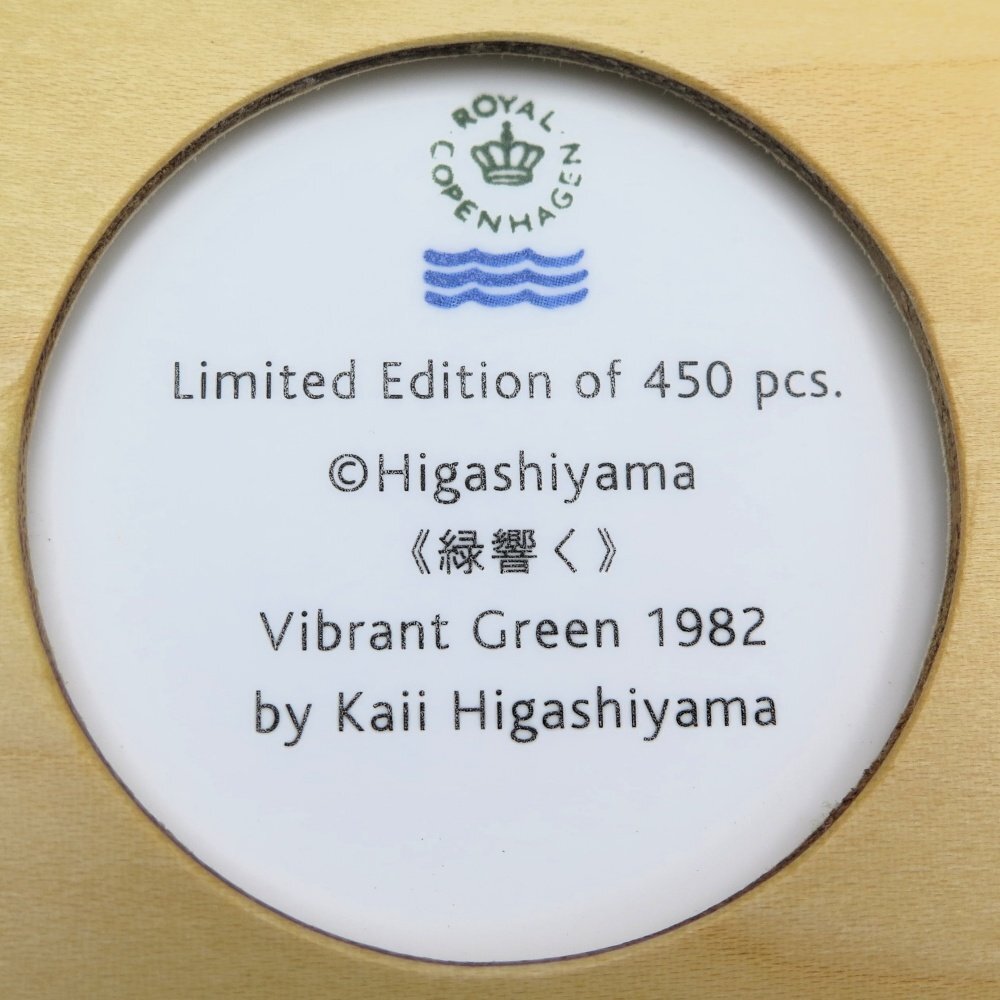 ROYAL
COPENHAGEN
Limited Edition of 450 pcs.
©Higashiyama
《緑響く》
Vibrant Green 1982
by Kaii Higashiyama